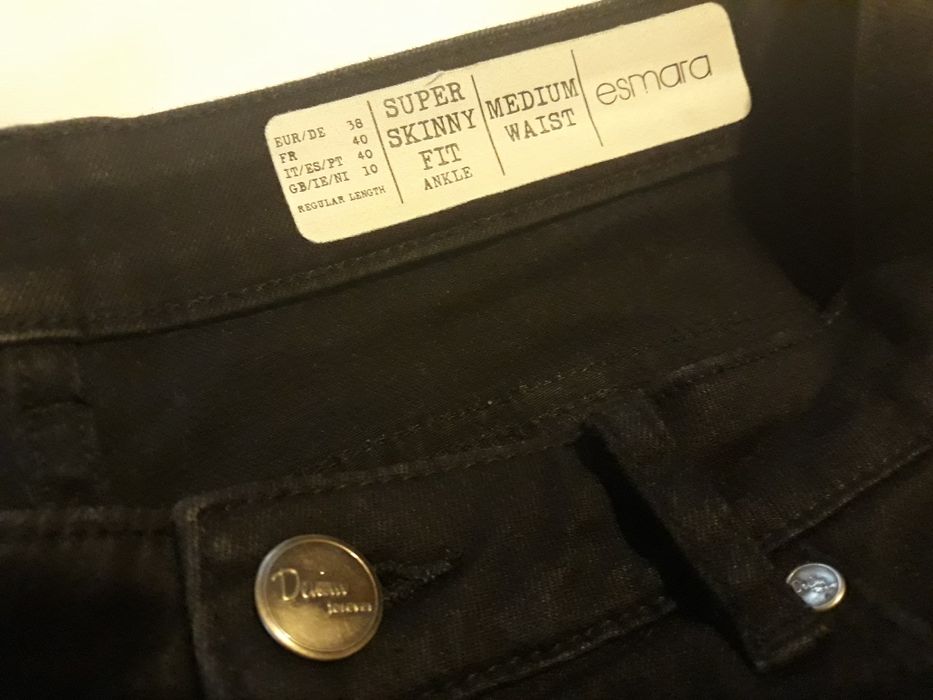 EUR/DE 38
FR 40
IT/ES/PT 40
GB/IE/NI 10
REGULAR LENGTH
SUPER
SKINNY
FIT
ANKLE
MEDIUM
WAIST
esmara
Denim